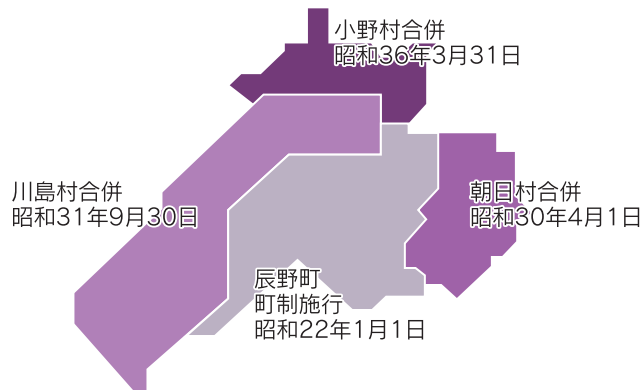 小野村合併
昭和36年3月31日
川島村合併
昭和31年9月30日
朝日村合併
昭和30年4月1日
辰野町
町制施行
昭和22年1月1日